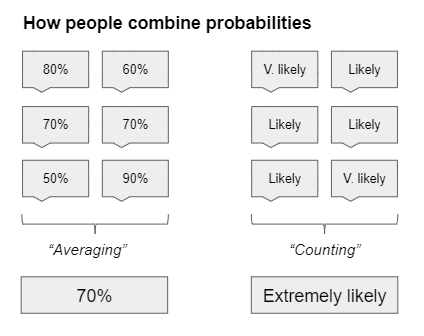 How people combine probabilities
80% 60% V. likely Likely
70% 70% Likely Likely
50% 90% Likely V. likely
“Averaging” “Counting”
70% Extremely likely